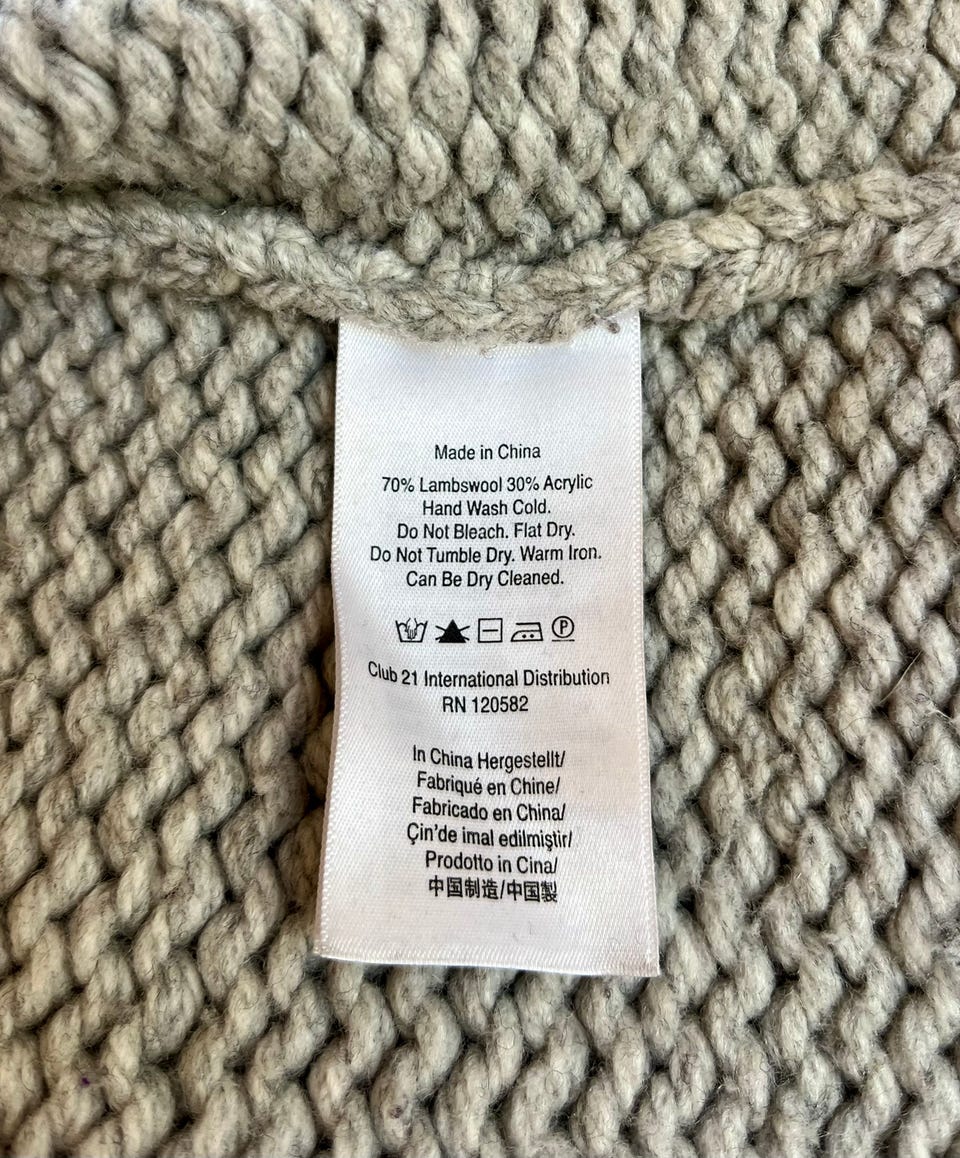 Made in China
70% Lambswool 30% Acrylic
Hand Wash Cold.
Do Not Bleach. Flat Dry.
Do Not Tumble Dry. Warm Iron.
Can Be Dry Cleaned.
P
Club 21 International Distribution
RN 120582
In China Hergestellt/
Fabriqué en Chine/
Fabricado en China/
Çin'de imal edilmiştir/
Prodotto in Cina/
中国制造/中国製